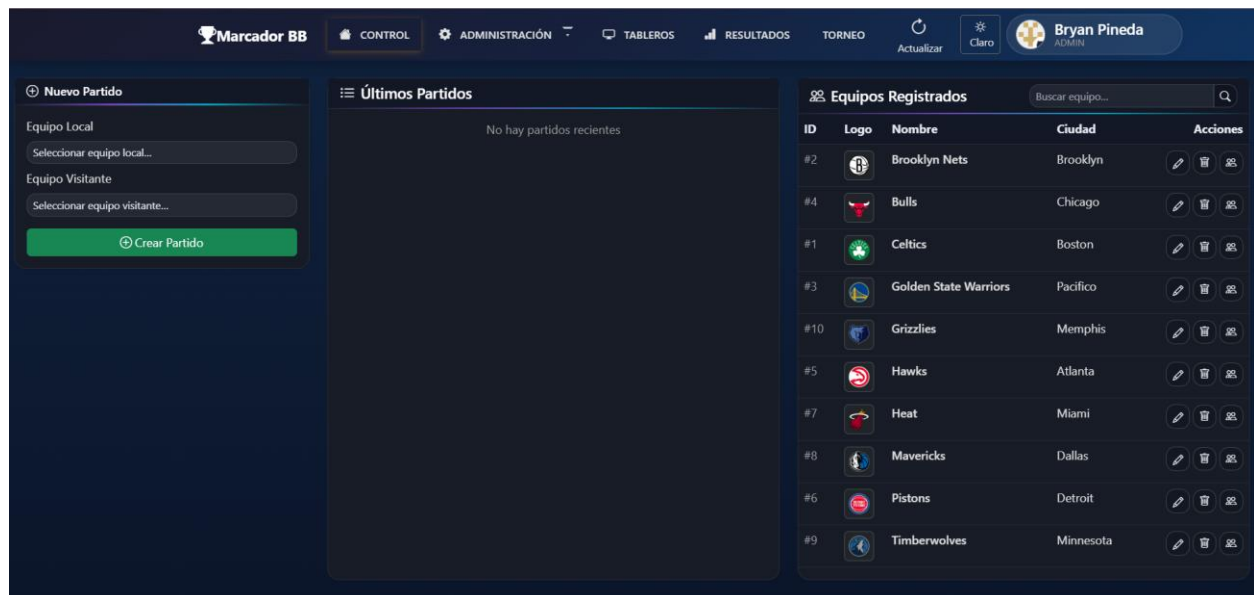 Marcador BB
CONTROL
ADMINISTRACIÓN
TABLEROS
RESULTADOS
TORNEO
Actualizar
Claro
Bryan Pineda
ADMIN
Nuevo Partido
Equipo Local
Seleccionar equipo local...
Equipo Visitante
Seleccionar equipo visitante...
Crear Partido
Últimos Partidos
No hay partidos recientes
Equipos Registrados
Buscar equipo...
ID Logo Nombre Ciudad Acciones
#2 Brooklyn Nets Brooklyn
#4 Bulls Chicago
#1 Celtics Boston
#3 Golden State Warriors Pacifico
#10 Grizzlies Memphis
#5 Hawks Atlanta
#7 Heat Miami
#8 Mavericks Dallas
#6 Pistons Detroit
#9 Timberwolves Minnesota